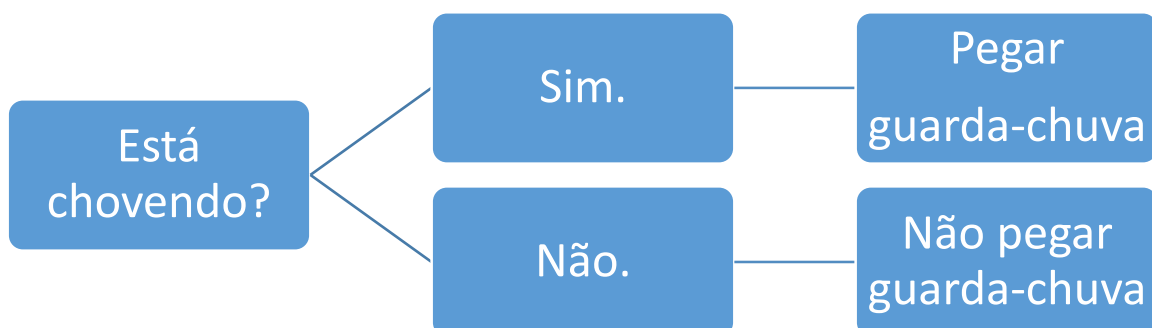 Está
chovendo?
Sim.
Pegar
guarda-chuva
Não.
Não pegar
guarda-chuva